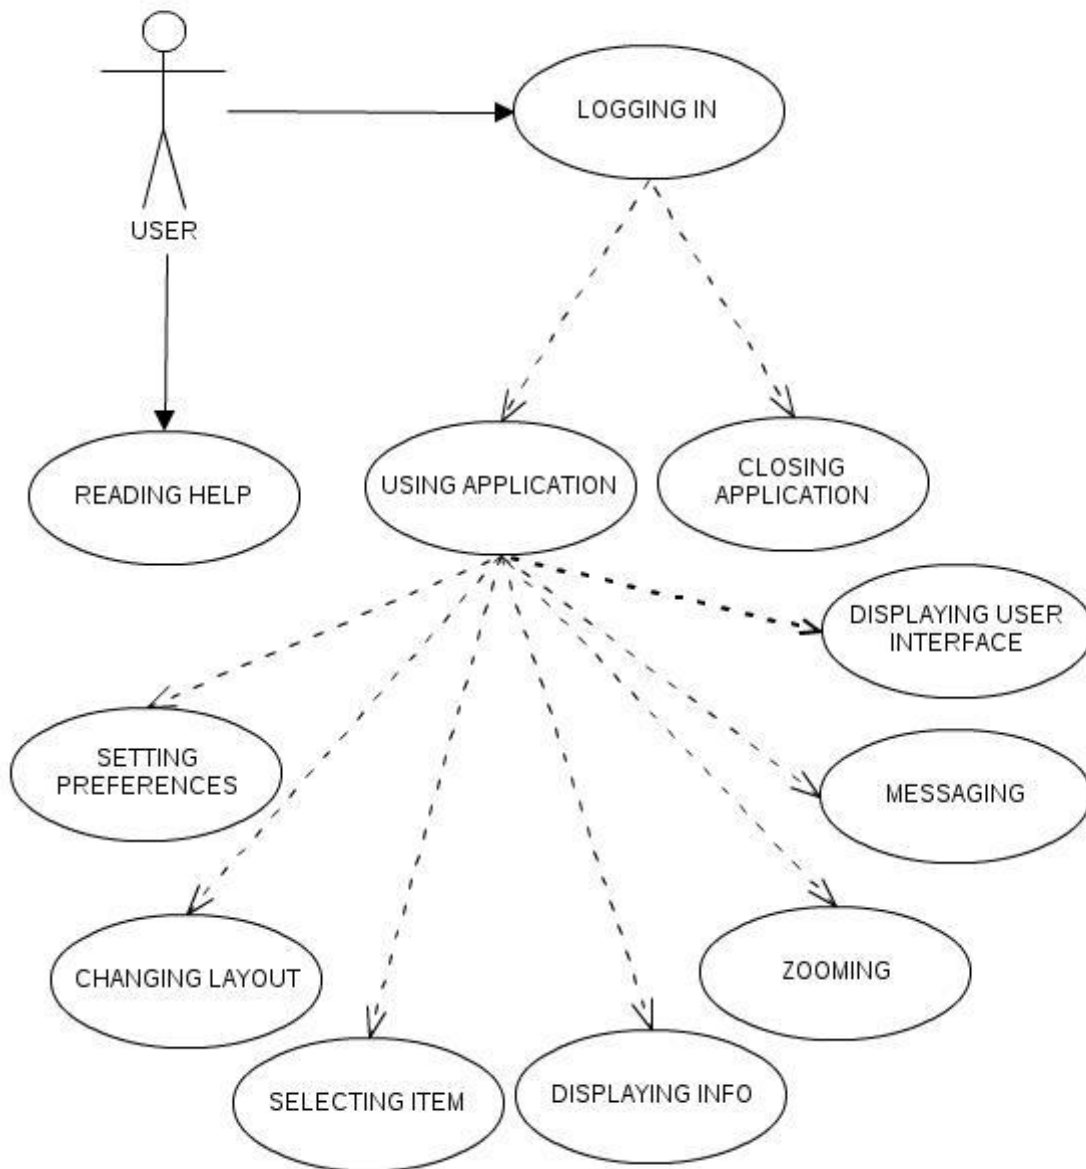 LOGGING IN
USER
READING HELP
USING APPLICATION
CLOSING
APPLICATION
DISPLAYING USER
INTERFACE
SETTING
PREFERENCES
MESSAGING
CHANGING LAYOUT
ZOOMING
SELECTING ITEM
DISPLAYING INFO